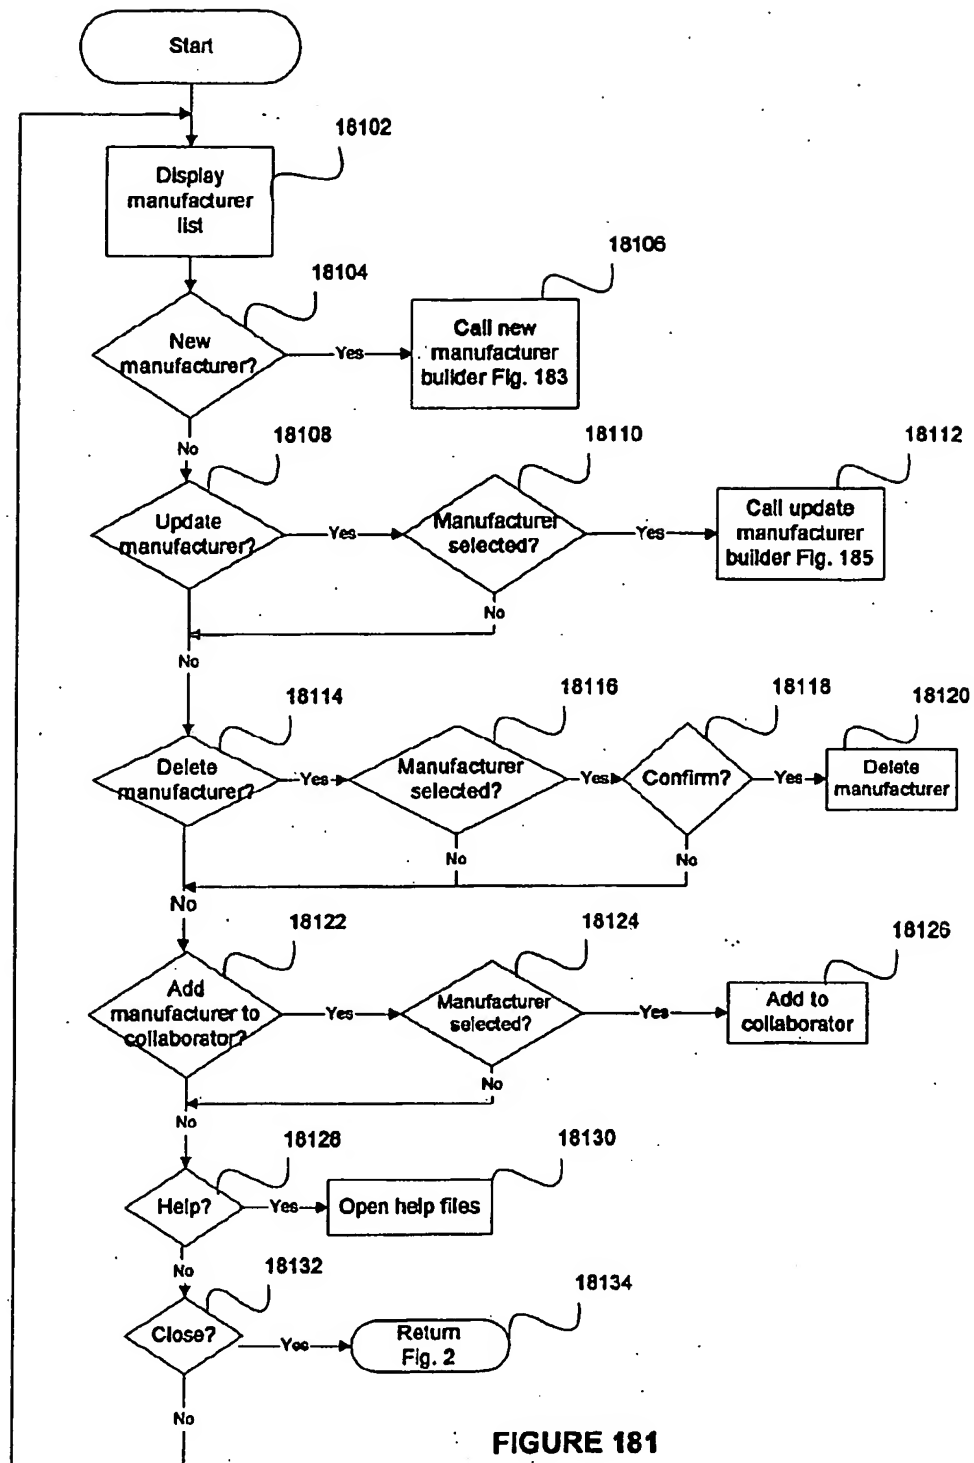 Start
18102
Display
manufacturer
list
18104
New
manufacturer?
Yes
18106
Call new
manufacturer
builder Fig. 183
No
18108
Update
manufacturer?
Yes
18110
Manufacturer
selected?
Yes
18112
Call update
manufacturer
builder Fig. 185
No
No
18114
Delete
manufacturer?
Yes
18116
Manufacturer
selected?
Yes
18118
Confirm?
Yes
18120
Delete
manufacturer
No
No
No
18122
Add
manufacturer to
collaborator?
Yes
18124
Manufacturer
selected?
Yes
18126
Add to
collaborator
No
No
18128
Help?
Yes
18130
Open help files
No
18132
Close?
Yes
18134
Return
Fig. 2
No
FIGURE 181